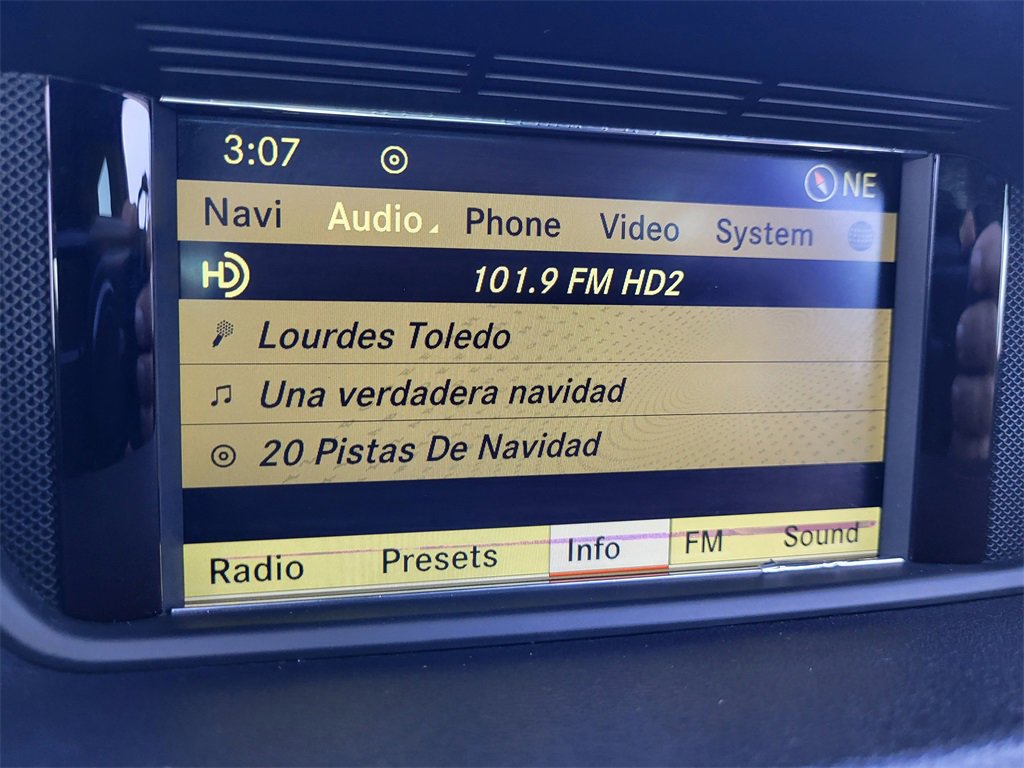 3:07 NE
Navi Audio Phone Video System
HD 101.9 FM HD2
Lourdes Toledo
Una verdadera navidad
20 Pistas De Navidad
Radio Presets Info FM Sound